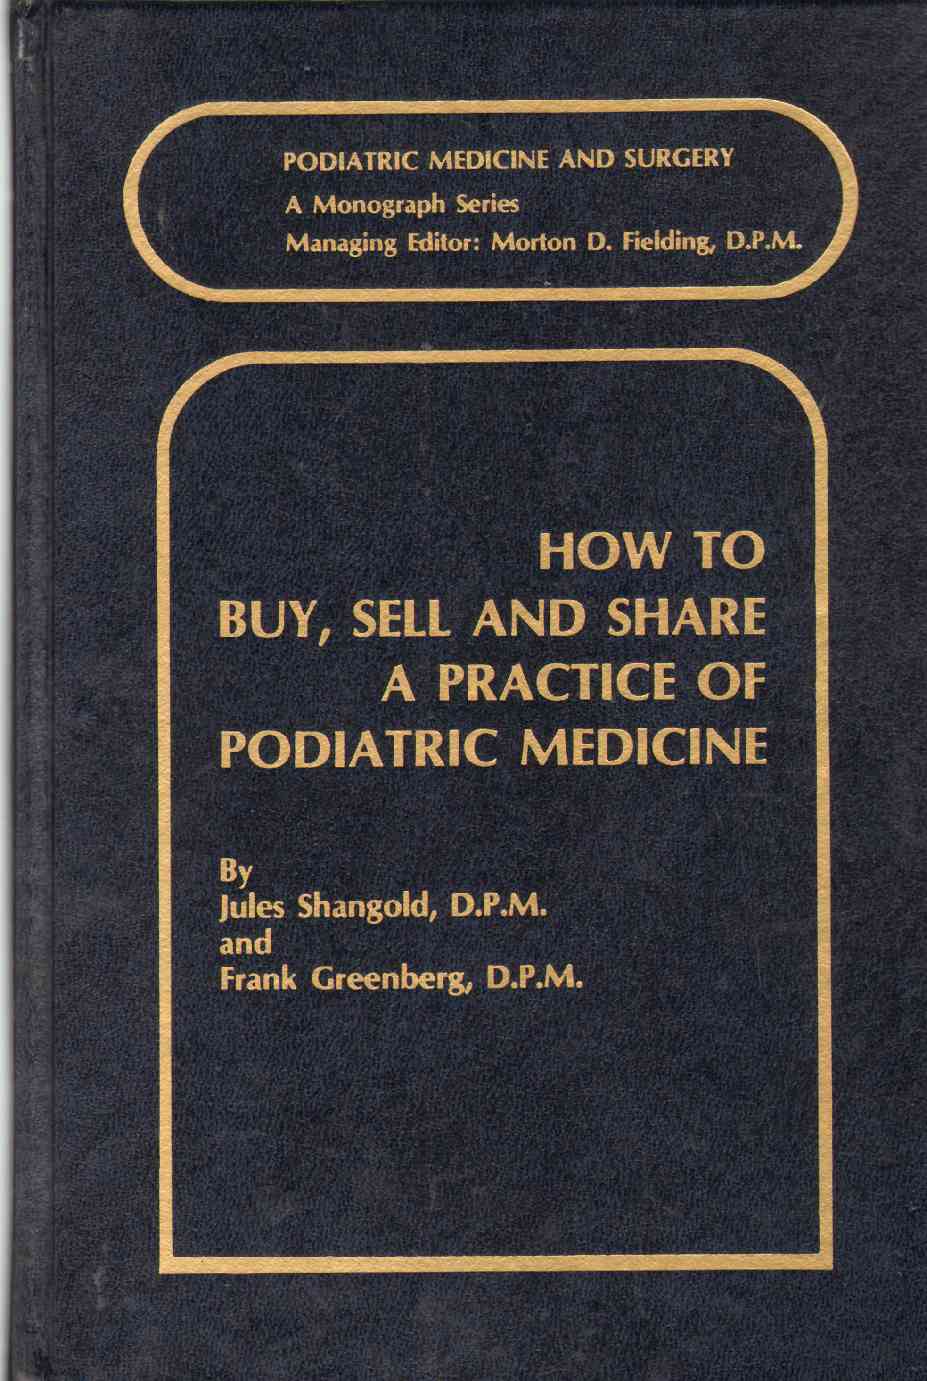 PODIATRIC MEDICINE AND SURGERY
A Monograph Series
Managing Editor: Morton D. Fielding, D.P.M.
HOW TO
BUY, SELL AND SHARE
A PRACTICE OF
PODIATRIC MEDICINE
By
Jules Shangold, D.P.M.
and
Frank Greenberg, D.P.M.